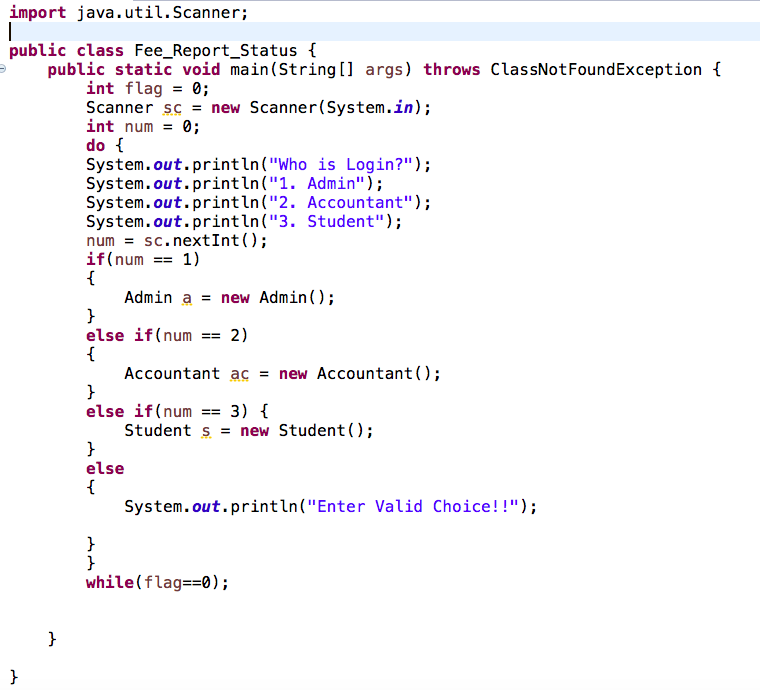 import java.util.Scanner;
public class Fee_Report_Status {
public static void main(String[] args) throws ClassNotFoundException {
int flag = 0;
Scanner sc = new Scanner(System.in);
int num = 0;
do {
System.out.println("Who is Login?");
System.out.println("1. Admin");
System.out.println("2. Accountant");
System.out.println("3. Student");
num = sc.nextInt();
if(num == 1)
{
Admin a = new Admin();
}
else if(num == 2)
{
Accountant ac = new Accountant();
}
else if(num == 3) {
Student s = new Student();
}
else
{
System.out.println("Enter Valid Choice!!");
}
}
while(flag==0);
}
}